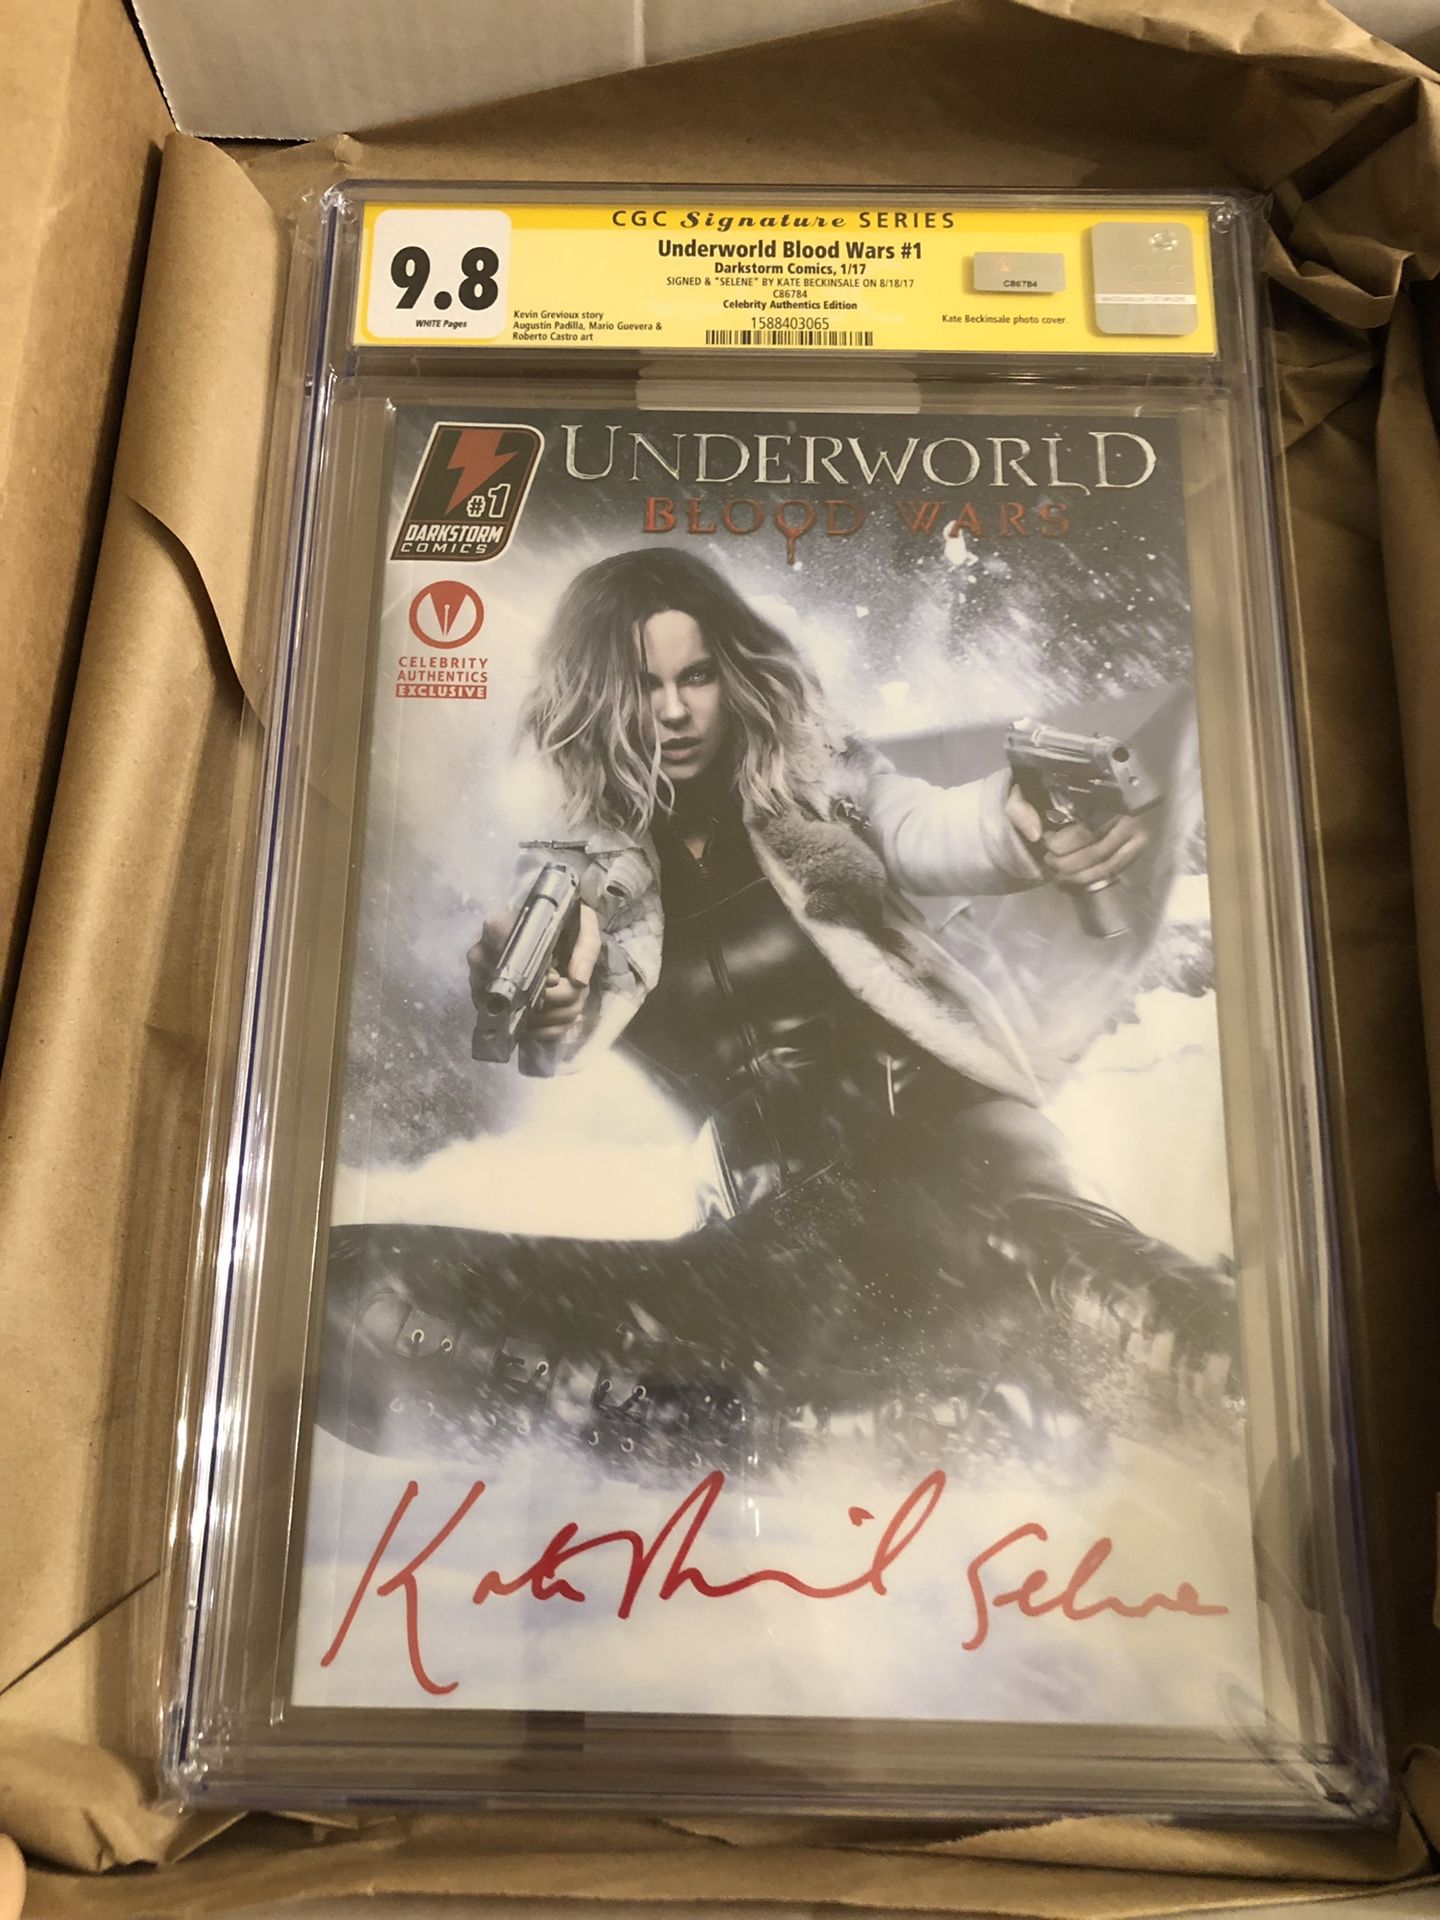 CGC Signature SERIES
9.8
WHITE Pages
Underworld Blood Wars #1
Darkstorm Comics, 1/17
SIGNED & "SELENE" BY KATE BECKINSALE ON 8/18/17
C86784
Celebrity Authentics Edition
Kevin Grevioux story
Augustin Padilla, Mario Guevera &
Roberto Castro art
1588403065
Kate Beckinsale photo cover.
C86784
CGC
#1
DARKSTORM
COMICS
UNDERWORLD
BLOOD WARS
CELEBRITY
AUTHENTICS
EXCLUSIVE
Selene